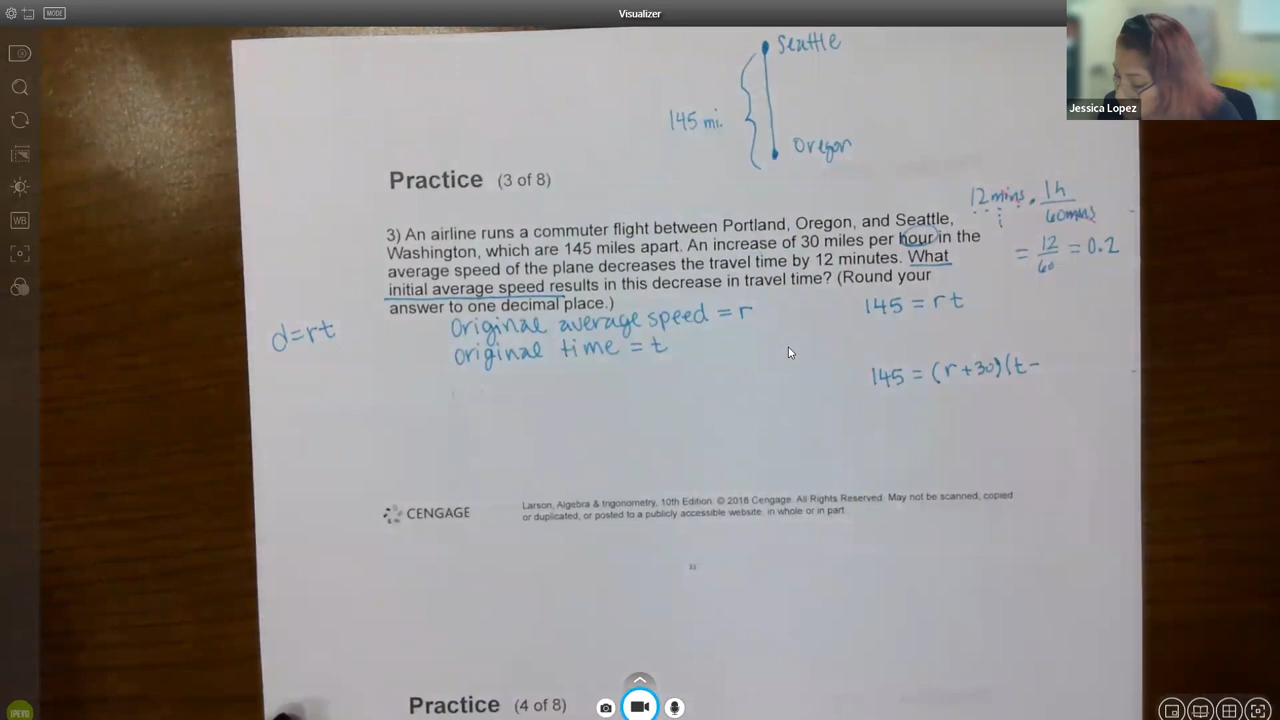 MODE
Visualizer
WB
Jessica Lopez
Seattle
145 mi.
Oregon
Practice (3 of 8)
12 mins . 1h
60 mins
= 12 = 0.2
60
3) An airline runs a commuter flight between Portland, Oregon, and Seattle,
Washington, which are 145 miles apart. An increase of 30 miles per hour in the
average speed of the plane decreases the travel time by 12 minutes. What
initial average speed results in this decrease in travel time? (Round your
answer to one decimal place.)
145 = rt
d=rt
Original average speed = r
original time = t
145 = (r+30)(t -
CENGAGE
Larson, Algebra & trigonometry, 10th Edition. © 2018 Cengage. All Rights Reserved. May not be scanned, copied
or duplicated, or posted to a publicly accessible website, in whole or in part.
Practice (4 of 8)
IPEVO